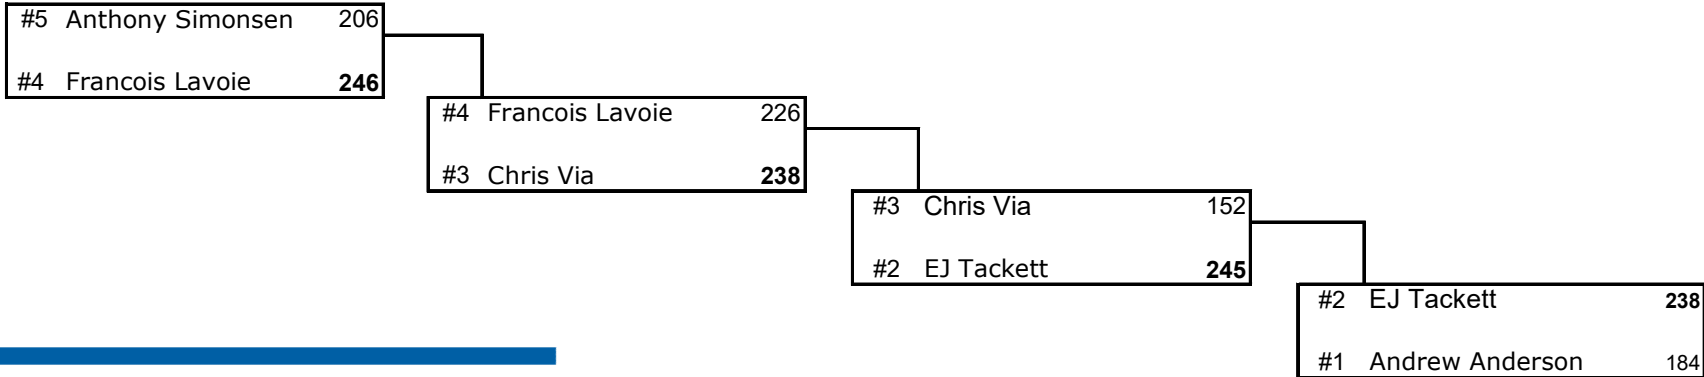 #5 Anthony Simonsen 206
#4 Francois Lavoie 246
#4 Francois Lavoie 226
#3 Chris Via 238
#3 Chris Via 152
#2 EJ Tackett 245
#2 EJ Tackett 238
#1 Andrew Anderson 184